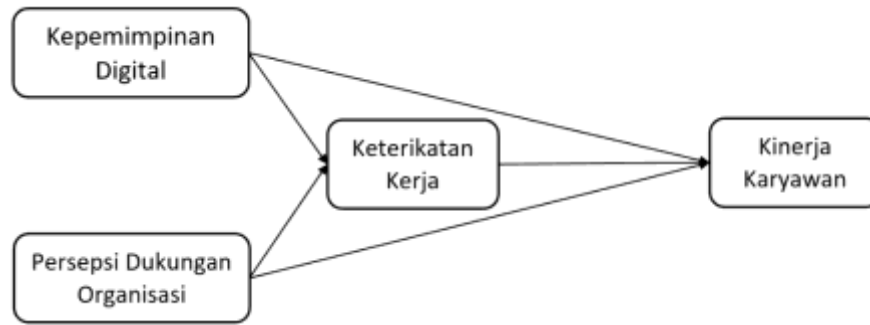 Kepemimpinan
Digital
Keterikatan
Kerja
Kinerja
Karyawan
Persepsi Dukungan
Organisasi